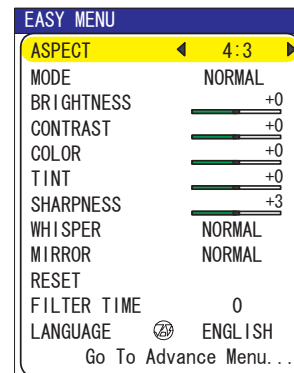 EASY MENU
ASPECT 4:3
MODE NORMAL
BRIGHTNESS +0
CONTRAST +0
COLOR +0
TINT +0
SHARPNESS +3
WHISPER NORMAL
MIRROR NORMAL
RESET
FILTER TIME 0
LANGUAGE ENGLISH
Go To Advance Menu...